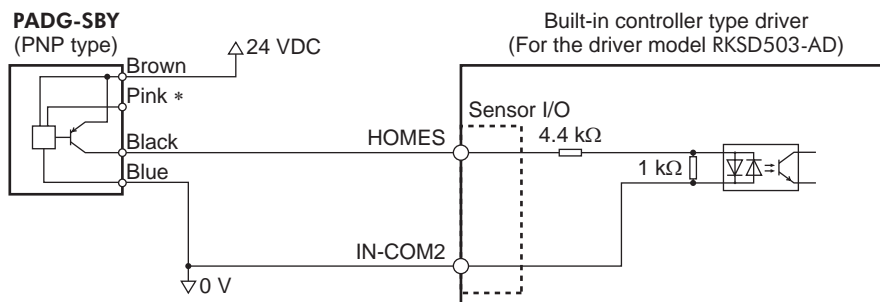 PADG-SBY
(PNP type)
Built-in controller type driver
(For the driver model RKSD503-AD)
24 VDC
Brown
Pink *
Sensor I/O
Black
HOMES
4.4 kΩ
Blue
1 kΩ
IN-COM2
0 V